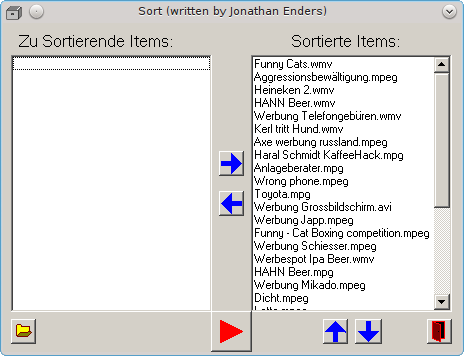 Sort (written by Jonathan Enders)
Zu Sortierende Items:
Sortierte Items:
Funny Cats.wmv
Aggressionsbewältigung.mpeg
Heineken 2.wmv
HANN Beer.wmv
Werbung Telefongebüren.wmv
Kerl tritt Hund.wmv
Axe werbung russland.mpeg
Haral Schmidt KaffeeHack.mpg
Anlageberater.mpg
Wrong phone.mpeg
Toyota.mpg
Werbung Grossbildschirm.avi
Werbung Japp.mpeg
Funny - Cat Boxing competition.mpeg
Werbung Schiesser.mpeg
Werbespot Ipa Beer.wmv
HAHN Beer.mpg
Werbung Mikado.mpeg
Dicht.mpeg